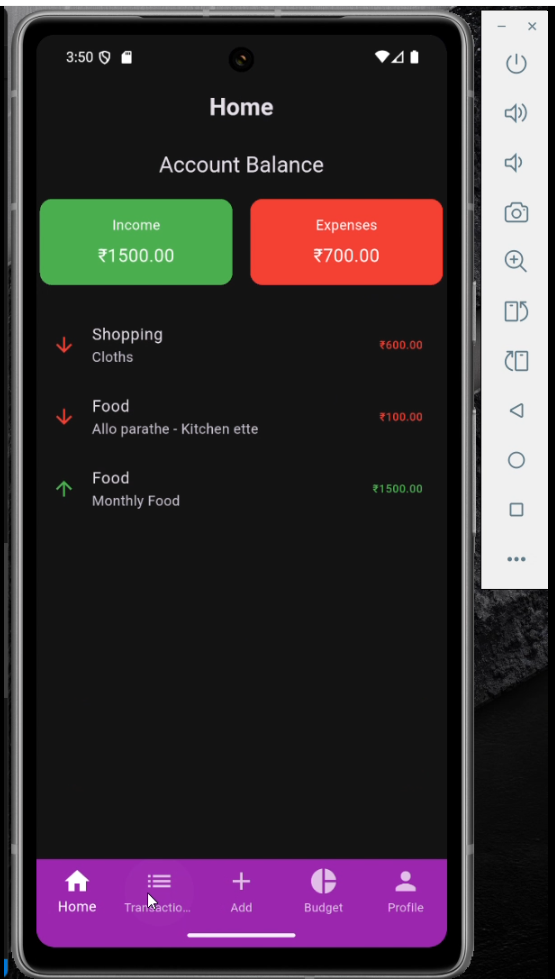 3:50
Home
Account Balance
Income
₹1500.00
Expenses
₹700.00
Shopping
Cloths
₹600.00
Food
Allo parathe - Kitchen ette
₹100.00
Food
Monthly Food
₹1500.00
Home
Transactio...
Add
Budget
Profile